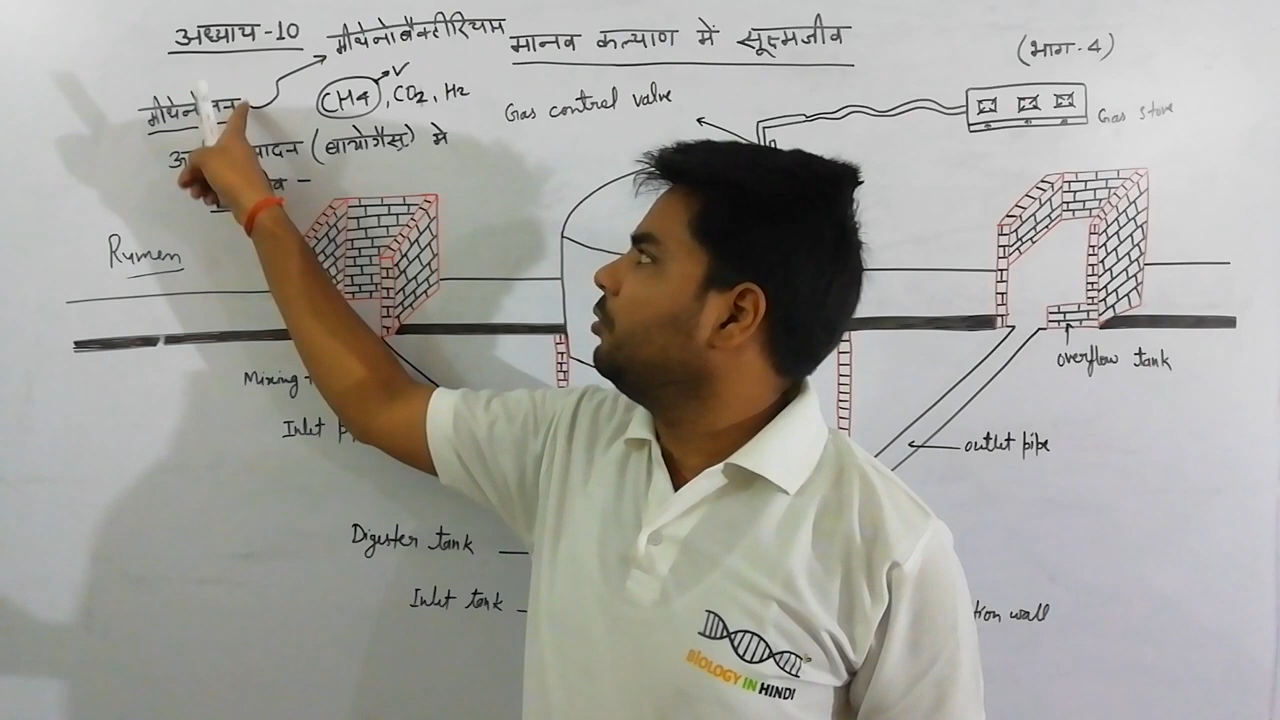 अध्याय-10
मानव कल्याण में सूक्ष्मजीव
(भाग-4)
मीथेनोबैक्टीरियम
CH4, CO2, H2
(बायोगैस) में
Gas control valve
Gas stove
Rumen
Mixing
Inlet
overflow tank
outlet pipe
Digester tank
Inlet tank
wall
BIOLOGY IN HINDI